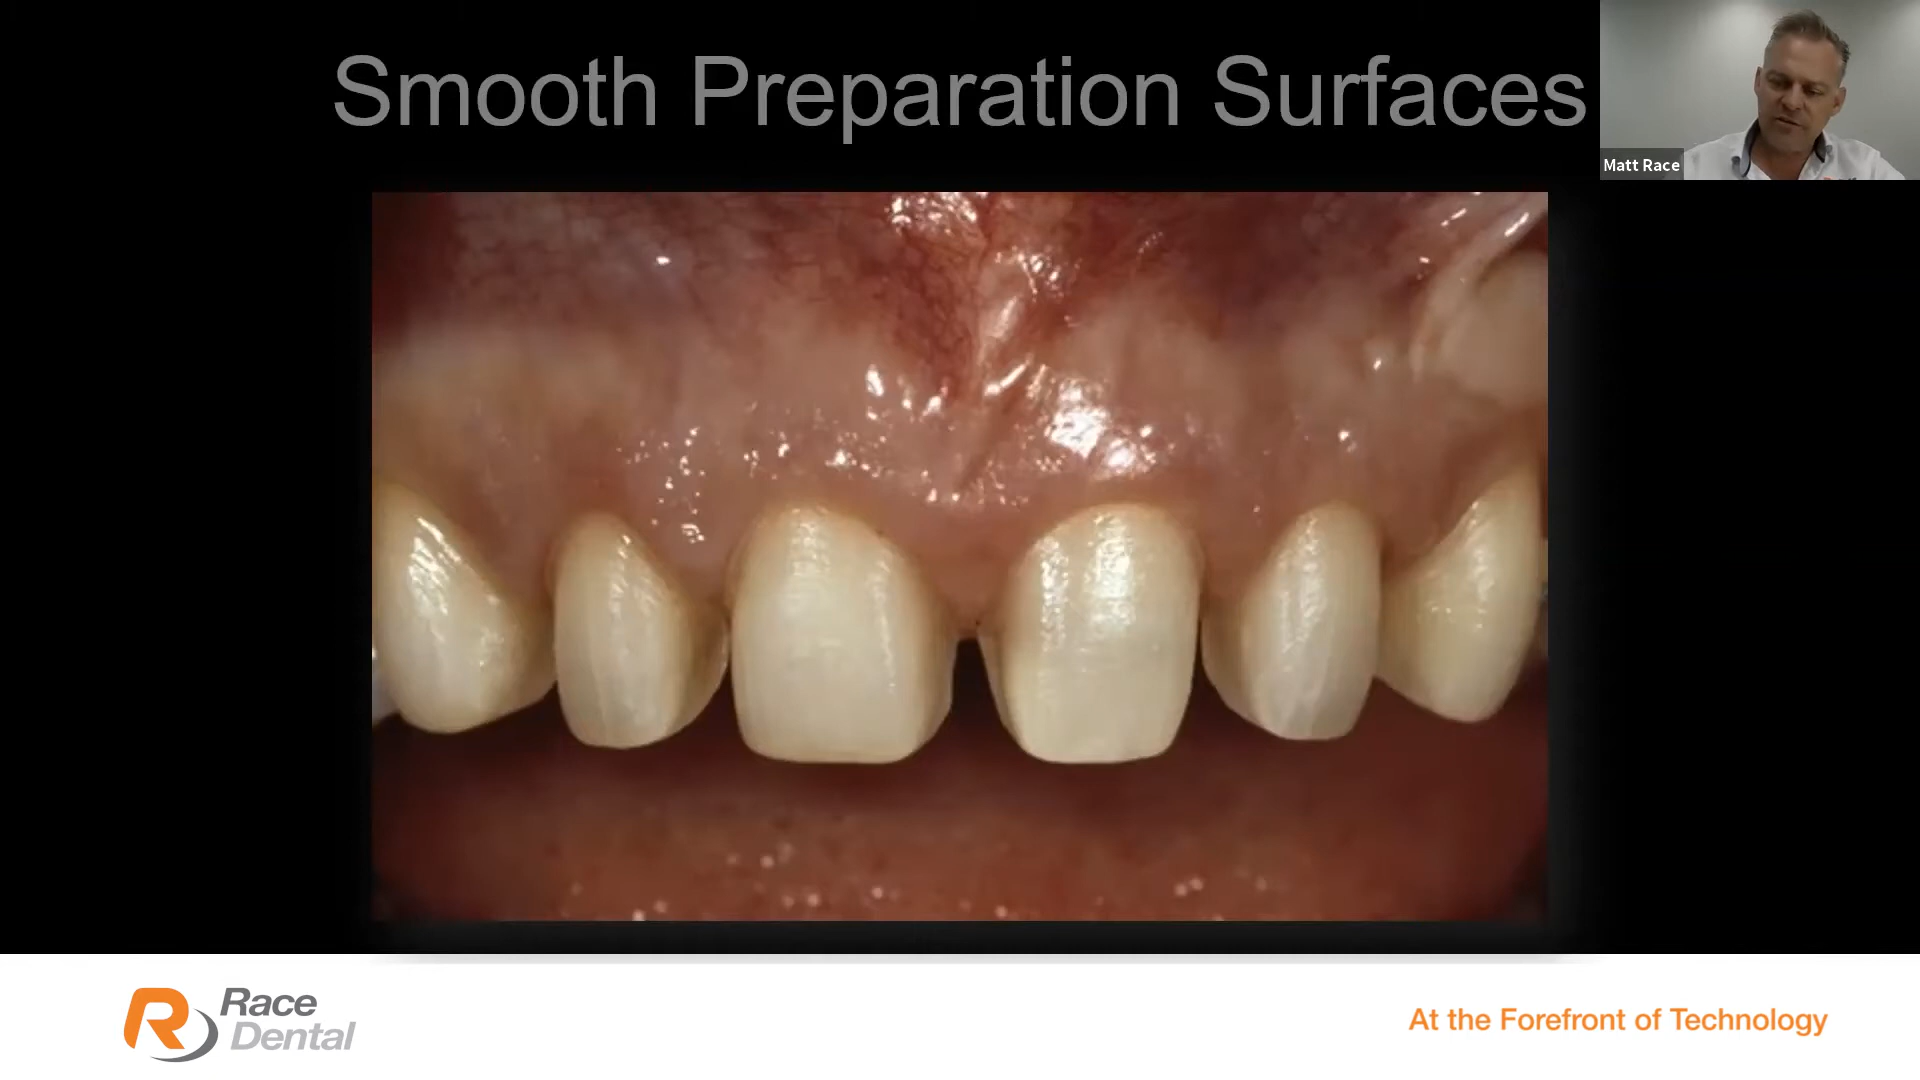 Smooth Preparation Surfaces
Matt Race
Race
Dental
At the Forefront of Technology